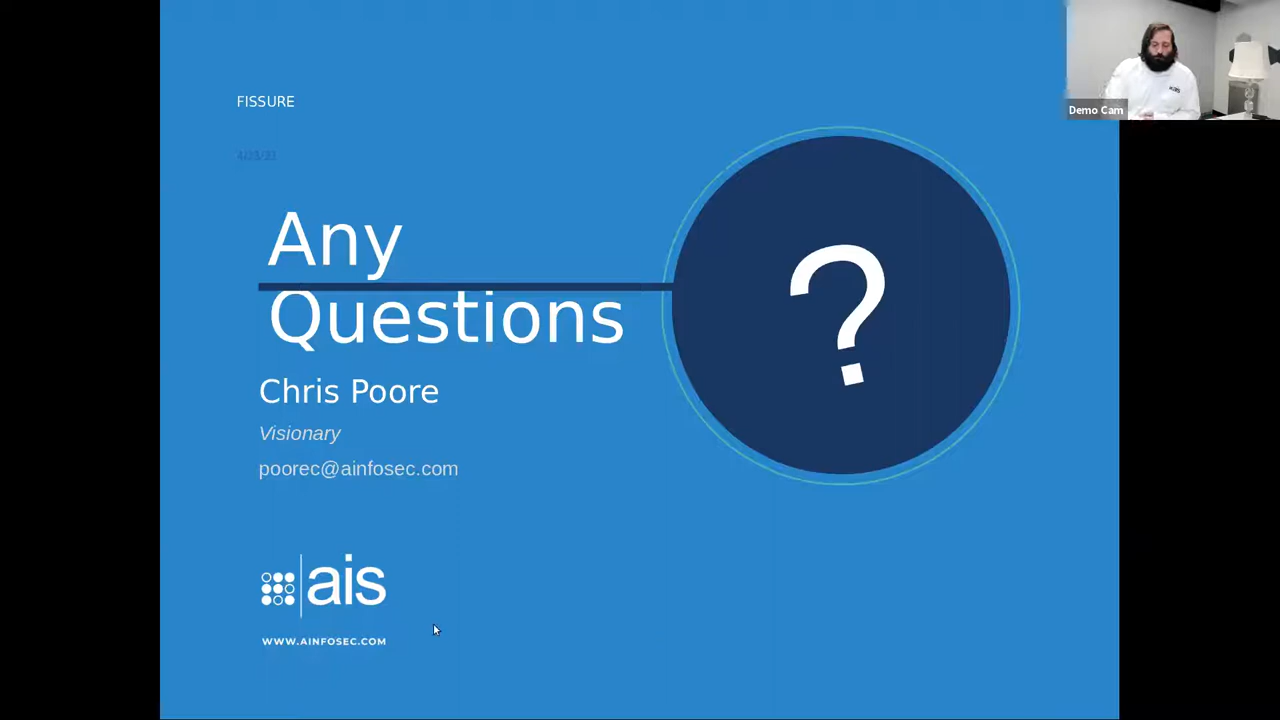 FISSURE
Any
Questions
?
Chris Poore
Visionary
poorec@ainfosec.com
ais
WWW.AINFOSEC.COM
Demo Cam